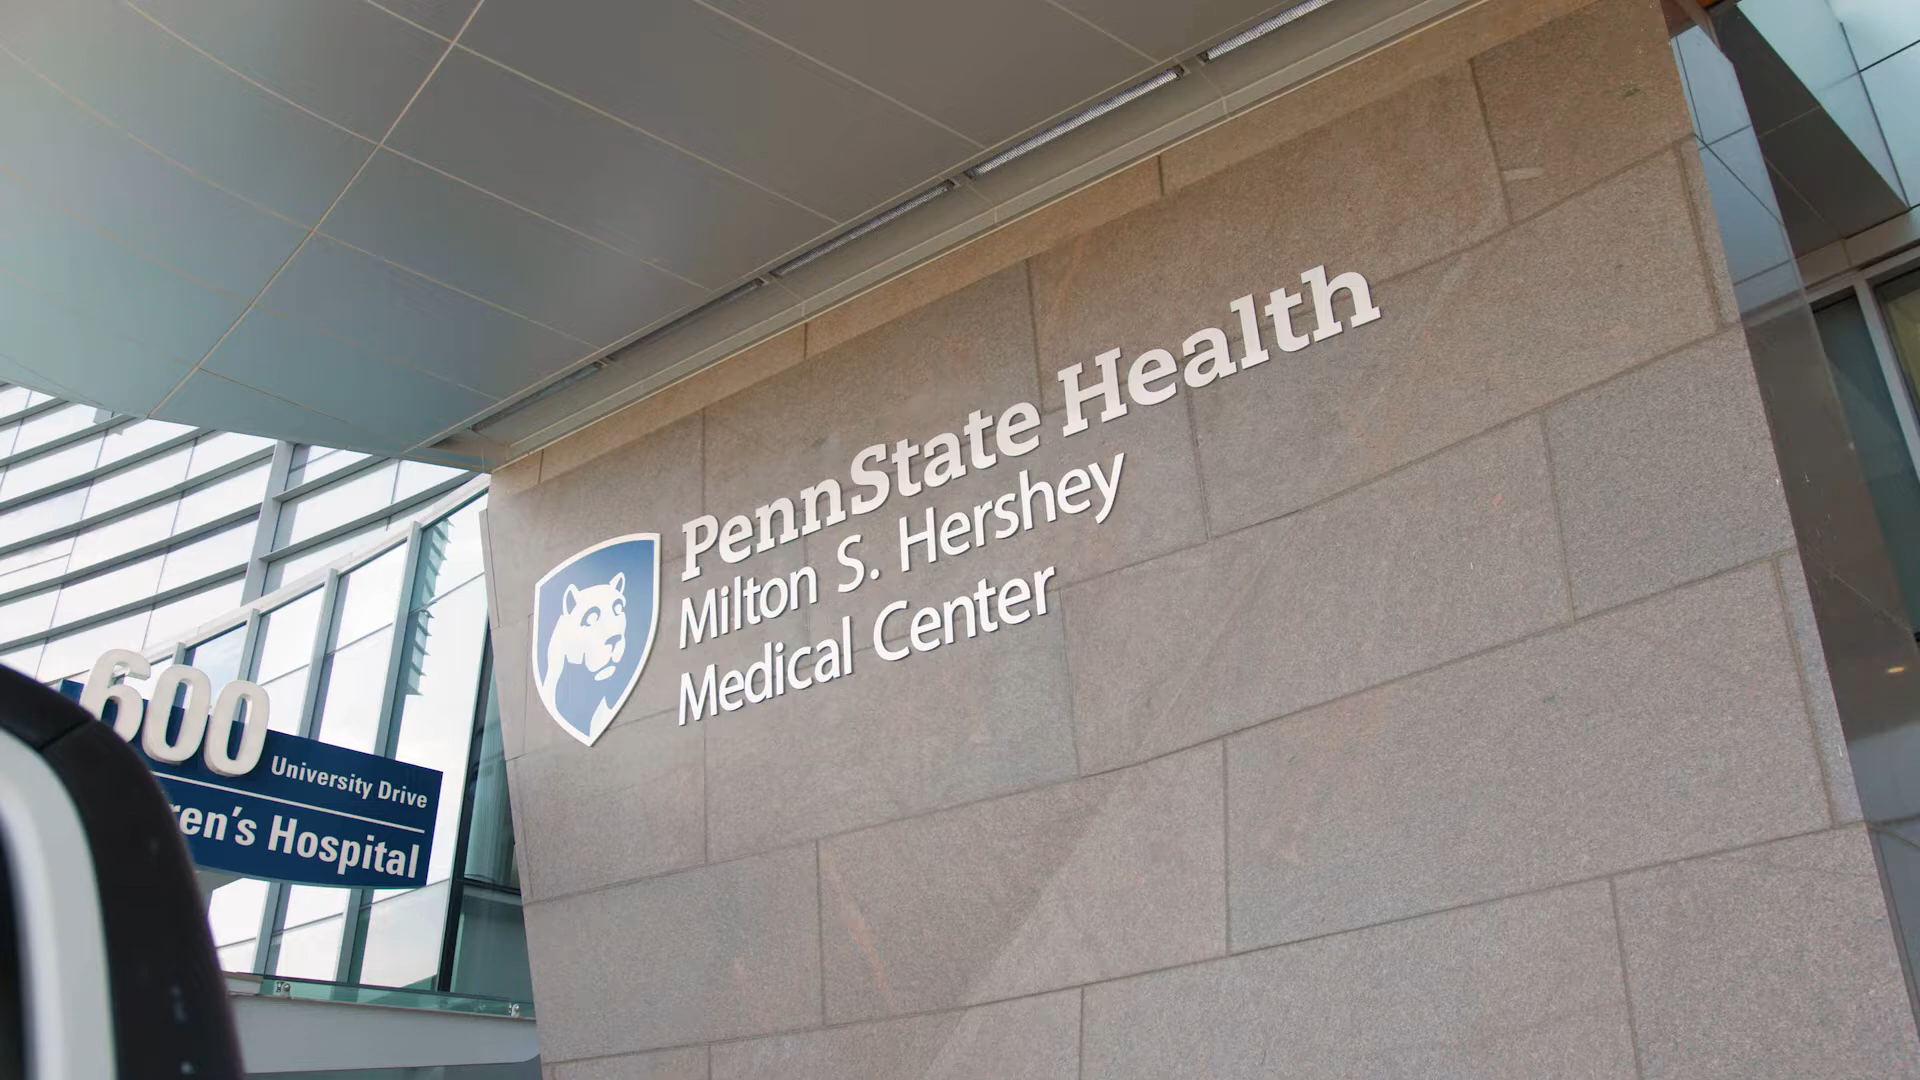 PennState Health
Milton S. Hershey
Medical Center
600 University Drive
ren's Hospital